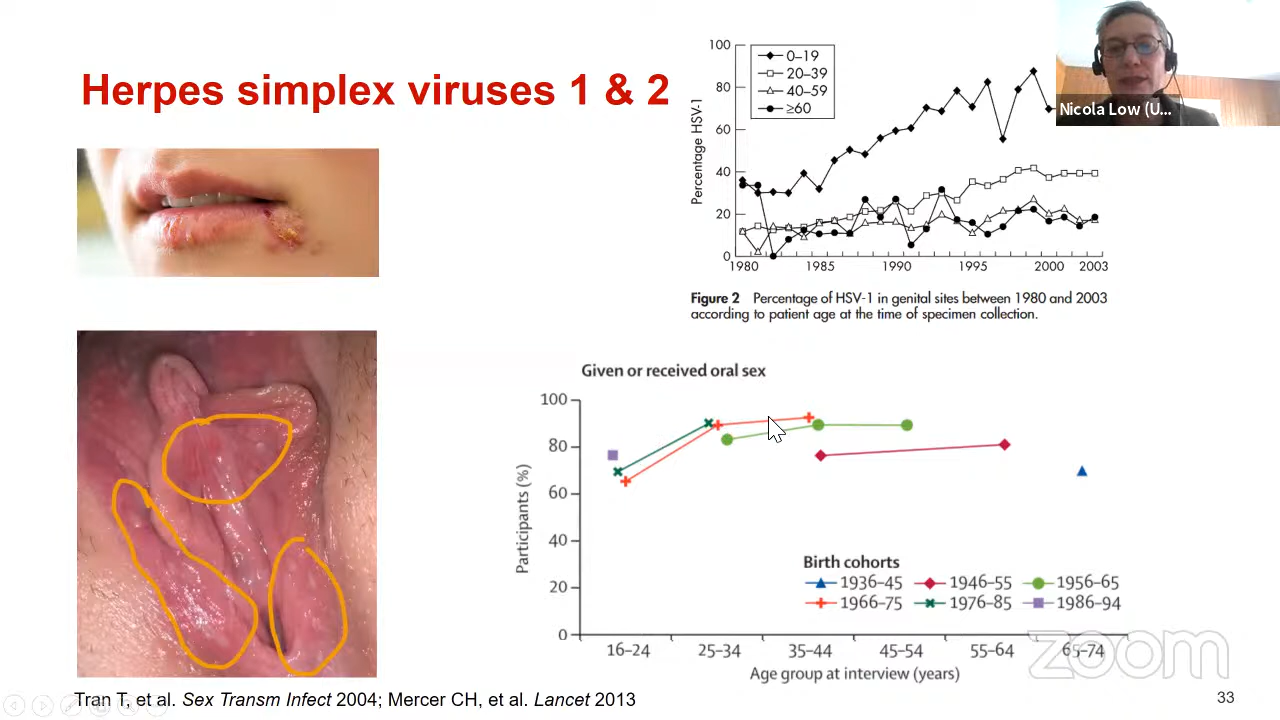 Herpes simplex viruses 1 & 2
100
80
60
40
20
0
Percentage HSV-1
0–19
20–39
40–59
≥60
1980
1985
1990
1995
2000
2003
Figure 2 Percentage of HSV-1 in genital sites between 1980 and 2003
according to patient age at the time of specimen collection.
Nicola Low (U...
Given or received oral sex
100
80
60
40
20
0
Participants (%)
Birth cohorts
1936–45 1946–55 1956–65
1966–75 1976–85 1986–94
16–24 25–34 35–44 45–54 55–64 65–74
Age group at interview (years)
zoom
Tran T, et al. Sex Transm Infect 2004; Mercer CH, et al. Lancet 2013
33